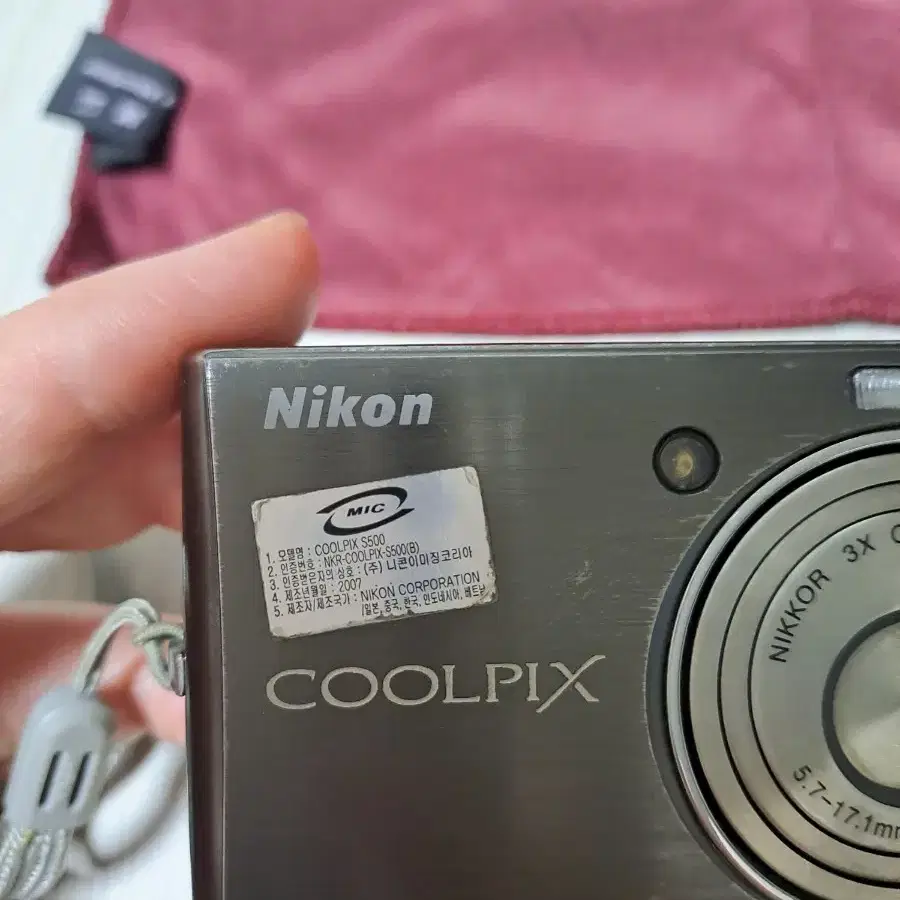 Nikon
MIC
1. 모델명 : COOLPIX S500
2. 인증번호 : NKR-COOLPIX-S500(B)
3. 인증받은자의 상호 : (주) 니콘이미징코리아
4. 제조년월일 : 2007
5. 제조자/제조국가 : NIKON CORPORATION
/일본, 중국, 한국, 인도네시아, 베트남
COOLPIX
NIKKOR 3X
5.7-17.1mm